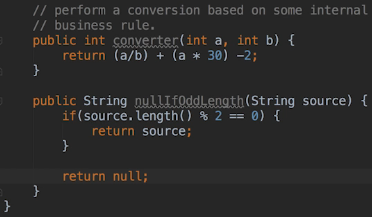 // perform a conversion based on some internal
// business rule.
public int converter(int a, int b) {
return (a/b) + (a * 30) -2;
}
public String nullIfOddLength(String source) {
if(source.length() % 2 == 0) {
return source;
}
return null;
}
}